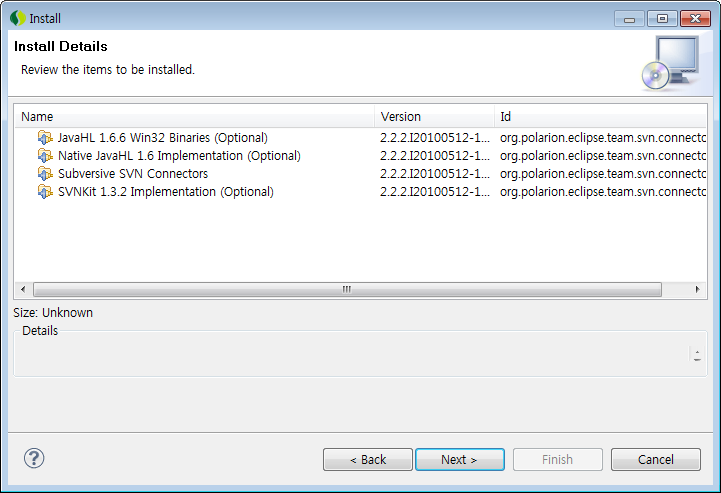 Install
Install Details
Review the items to be installed.
Name Version Id
JavaHL 1.6.6 Win32 Binaries (Optional) 2.2.2.I20100512-1... org.polarion.eclipse.team.svn.connecto
Native JavaHL 1.6 Implementation (Optional) 2.2.2.I20100512-1... org.polarion.eclipse.team.svn.connecto
Subversive SVN Connectors 2.2.2.I20100512-1... org.polarion.eclipse.team.svn.connecto
SVNKit 1.3.2 Implementation (Optional) 2.2.2.I20100512-1... org.polarion.eclipse.team.svn.connecto
Size: Unknown
Details
? < Back Next > Finish Cancel